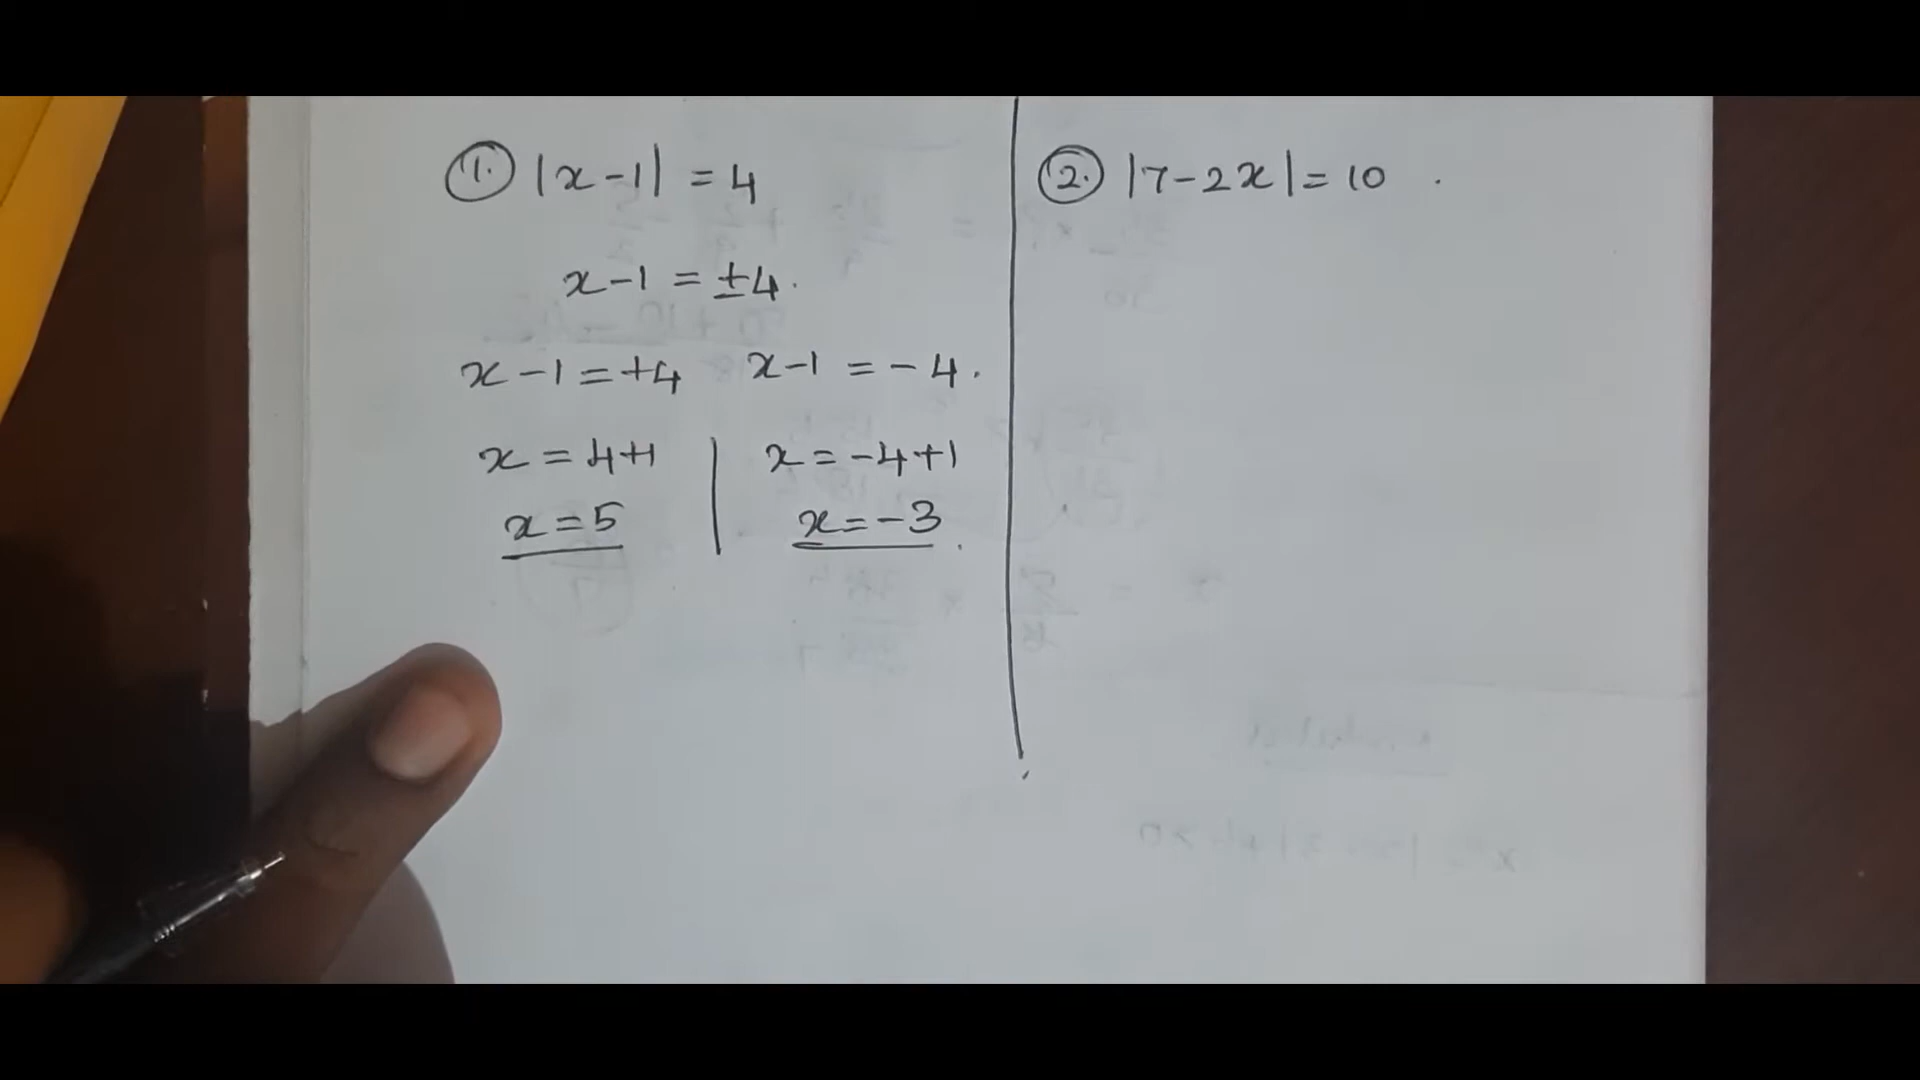 1. |x-1| = 4
x-1 = ±4.
x-1 = +4 x-1 = -4.
x = 4+1 | x = -4+1
x = 5 x = -3
2. |7-2x| = 10